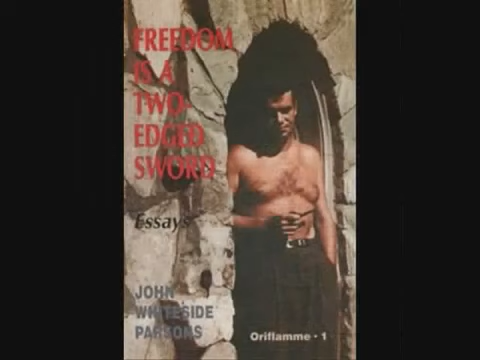 FREEDOM
IS A
TWO-
EDGED
SWORD
Essays
JOHN
WHITESIDE
PARSONS
Oriflamme • 1